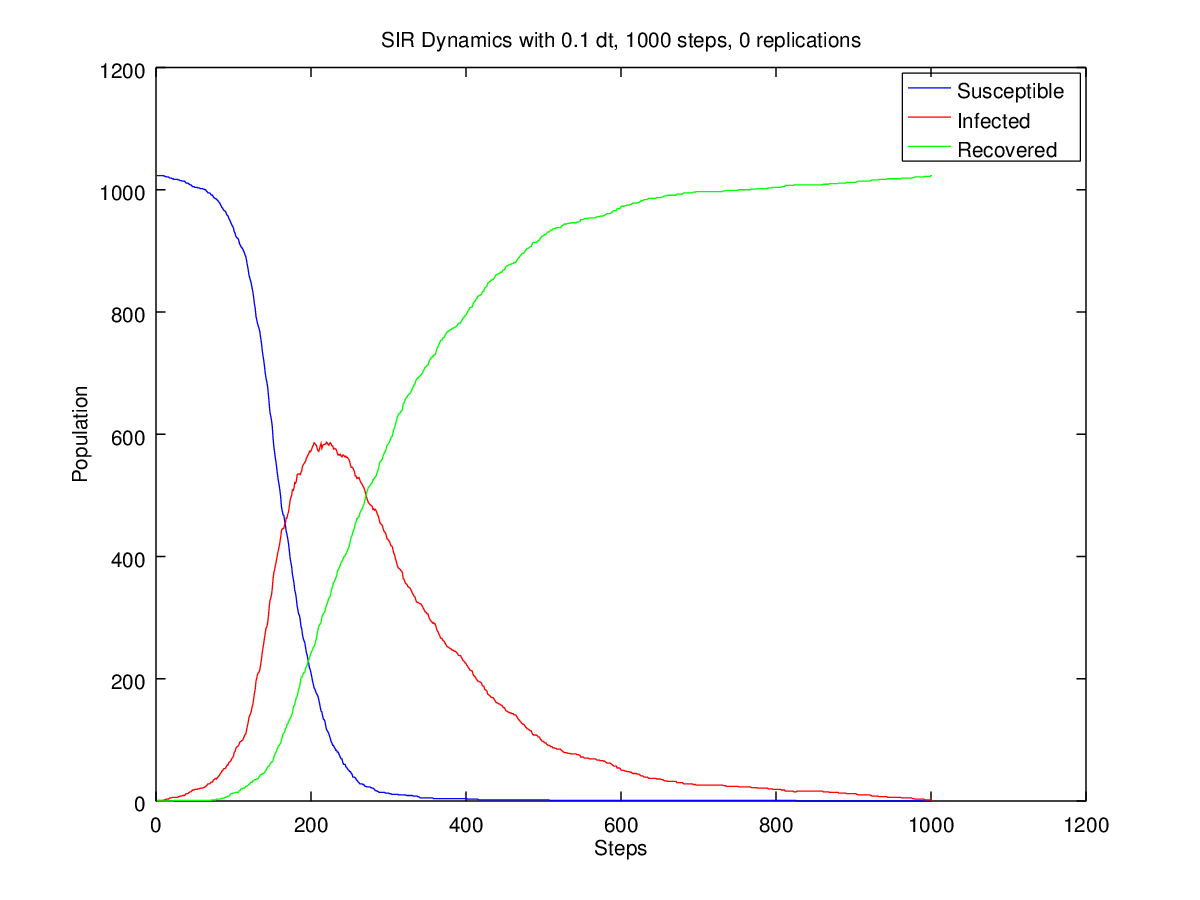 SIR Dynamics with 0.1 dt, 1000 steps, 0 replications
1200
1000
800
600
400
200
0
Population
Susceptible
Infected
Recovered
0 200 400 600 800 1000 1200
Steps